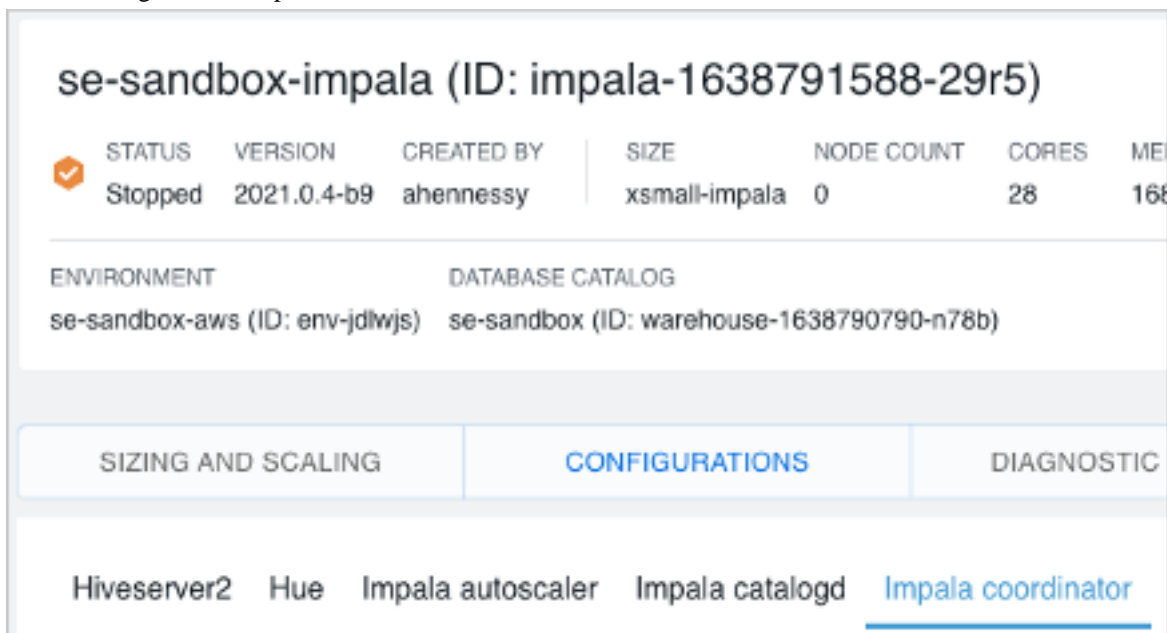 se-sandbox-impala (ID: impala-1638791588-29r5)
STATUS VERSION CREATED BY SIZE NODE COUNT CORES
Stopped 2021.0.4-b9 ahennessy xsmall-impala 0 28
ENVIRONMENT DATABASE CATALOG
se-sandbox-aws (ID: env-jdlwjs) se-sandbox (ID: warehouse-1638790790-n78b)
SIZING AND SCALING CONFIGURATIONS DIAGNOSTIC
Hiveserver2 Hue Impala autoscaler Impala catalogd Impala coordinator